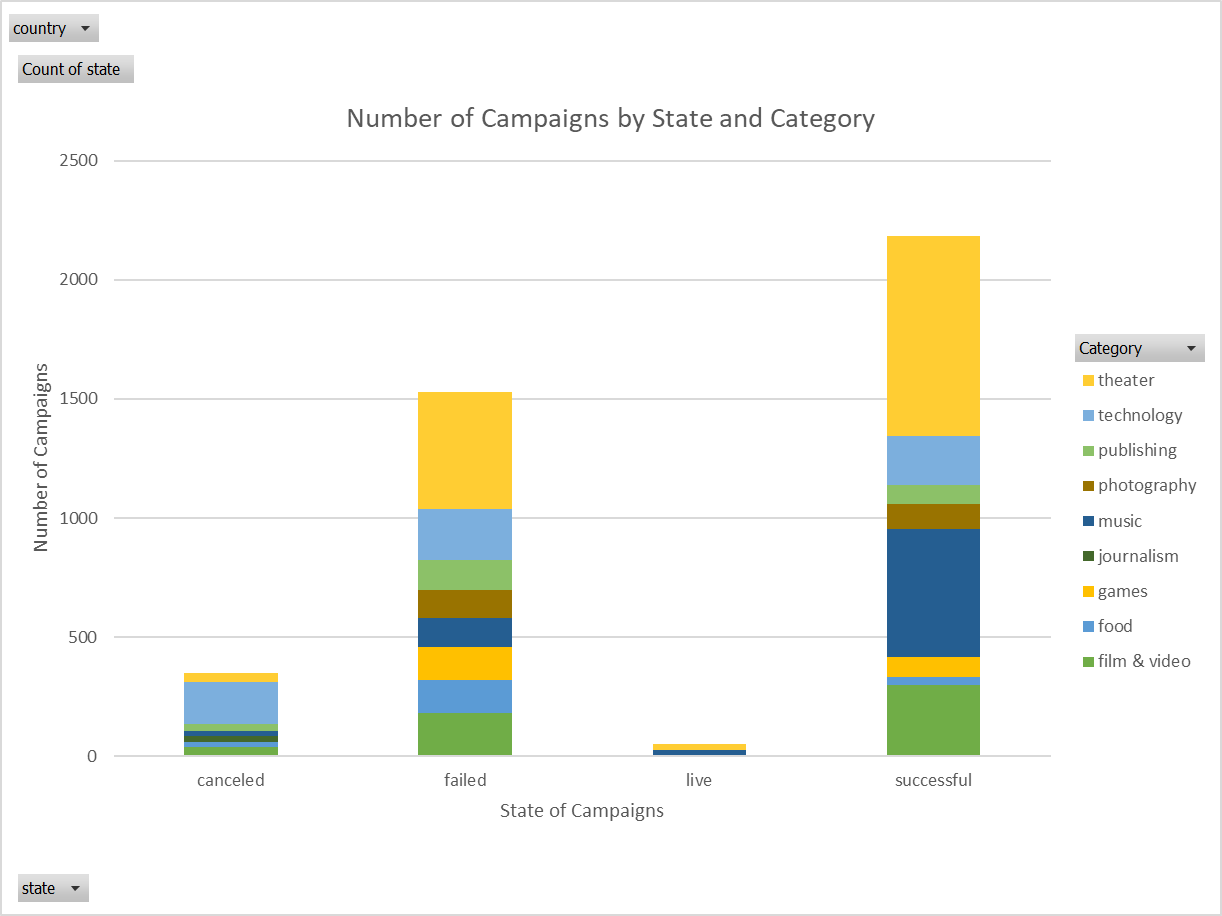 country
Count of state
Number of Campaigns by State and Category
2500
2000
1500
1000
500
0
Number of Campaigns
canceled failed live successful
State of Campaigns
Category
theater
technology
publishing
photography
music
journalism
games
food
film & video
state